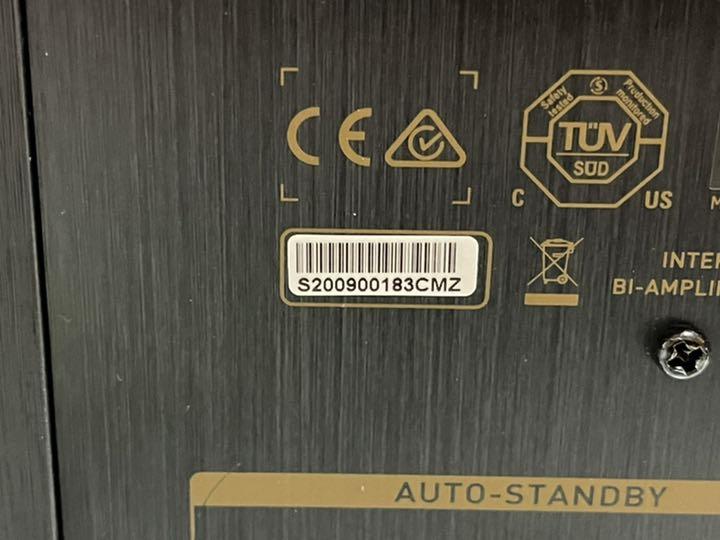 CE
Safety tested
Production monitored
TÜV
SÜD
C US
S200900183CMZ
AUTO-STANDBY